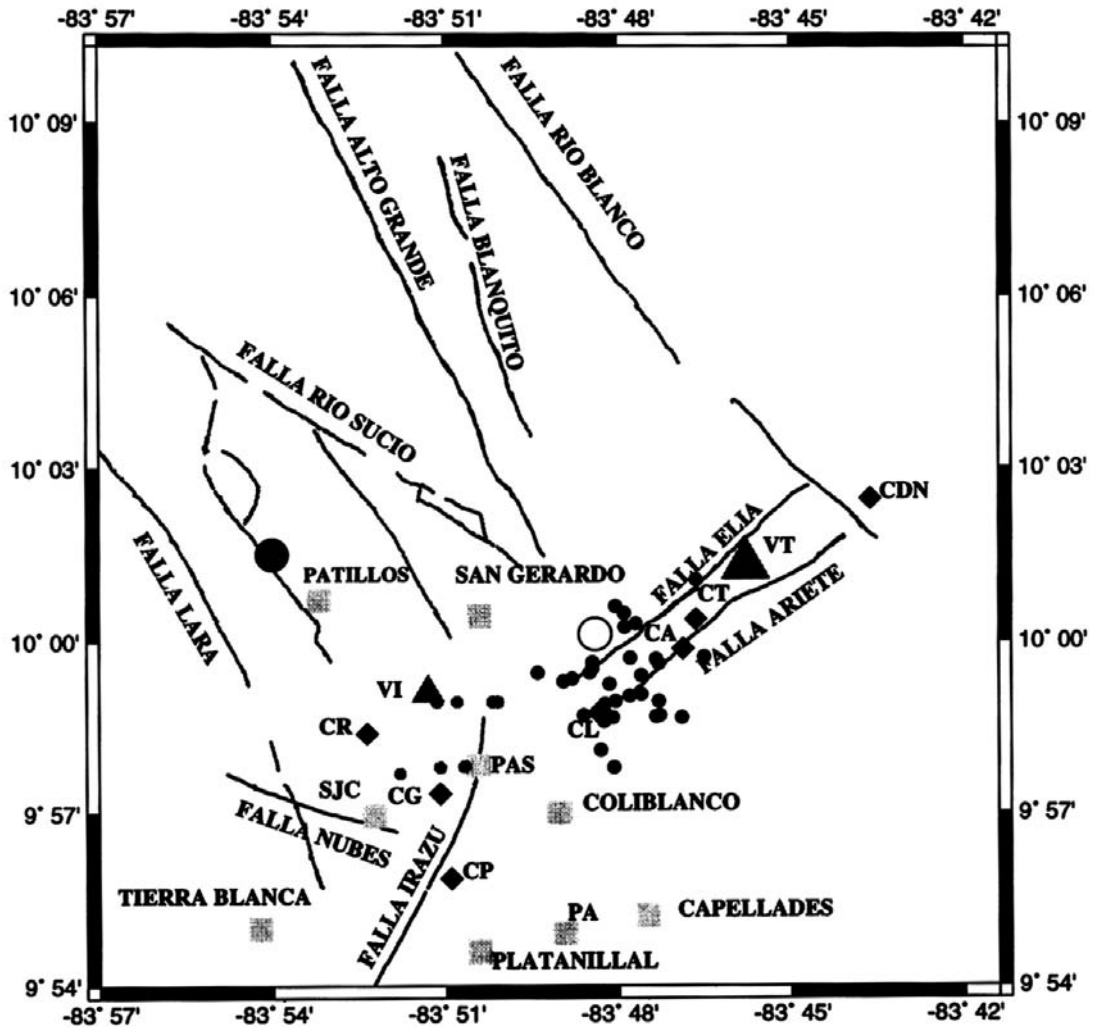 -83° 57' -83° 54' -83° 51' -83° 48' -83° 45' -83° 42'
10° 09' 10° 09'
FALLA ALTO GRANDE
FALLA BLANQUITO
FALLA RIO BLANCO
10° 06' 10° 06'
FALLA RIO SUCIO
10° 03' 10° 03'
CDN
FALLA LARA
FALLA ELIA
VT
PATILLOS
SAN GERARDO
CT
FALLA ARIETE
10° 00' CA 10° 00'
VI
CR
CL
PAS
SJC
CG
COLIBLANCO
9° 57' 9° 57'
FALLA NUBES
FALLA IRAZU
CP
TIERRA BLANCA
PA
CAPELLADES
PLATANILLAL
9° 54' 9° 54'
-83° 57' -83° 54' -83° 51' -83° 48' -83° 45' -83° 42'